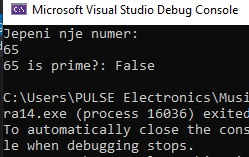 Microsoft Visual Studio Debug Console
Jepeni nje numer:
65
65 is prime?: False
C:\Users\PULSE Electronics\Musi
ra14.exe (process 16036) exited
To automatically close the cons
le when debugging stops.